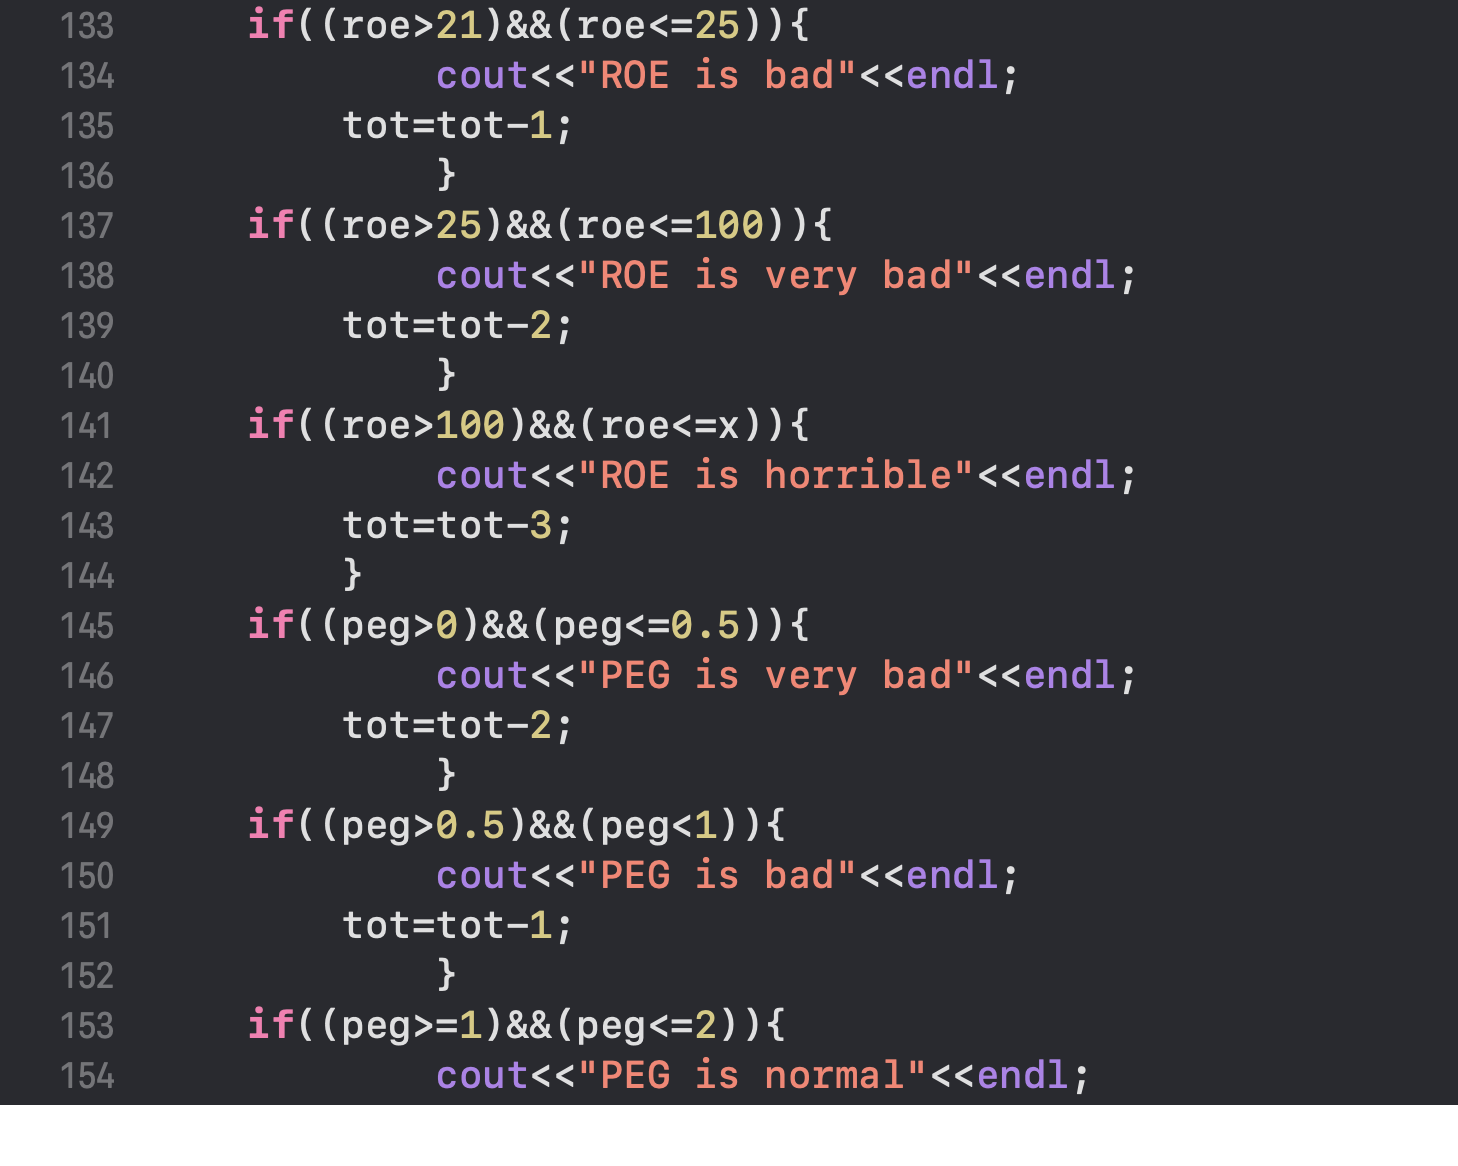 133 if((roe>21)&&(roe<=25)){
134 cout<<"ROE is bad"<<endl;
135 tot=tot-1;
136 }
137 if((roe>25)&&(roe<=100)){
138 cout<<"ROE is very bad"<<endl;
139 tot=tot-2;
140 }
141 if((roe>100)&&(roe<=x)){
142 cout<<"ROE is horrible"<<endl;
143 tot=tot-3;
144 }
145 if((peg>0)&&(peg<=0.5)){
146 cout<<"PEG is very bad"<<endl;
147 tot=tot-2;
148 }
149 if((peg>0.5)&&(peg<1)){
150 cout<<"PEG is bad"<<endl;
151 tot=tot-1;
152 }
153 if((peg>=1)&&(peg<=2)){
154 cout<<"PEG is normal"<<endl;